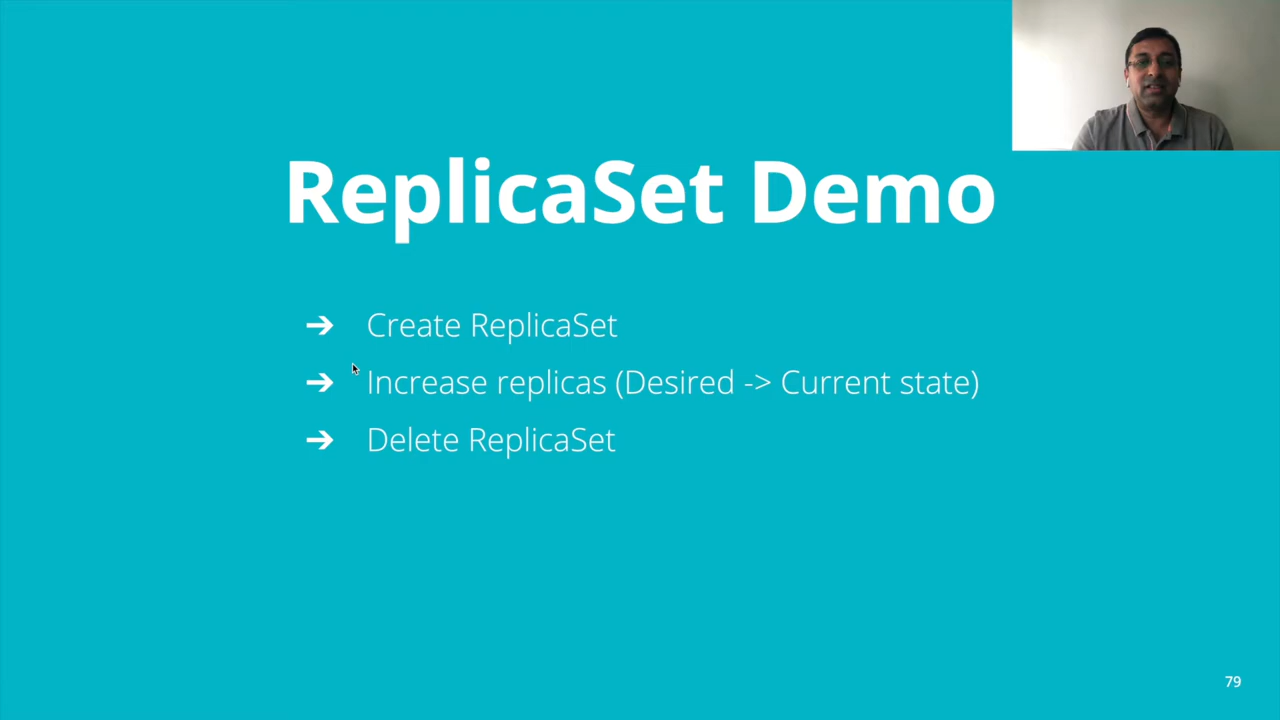 ReplicaSet Demo
➔ Create ReplicaSet
➔ Increase replicas (Desired -> Current state)
➔ Delete ReplicaSet
79